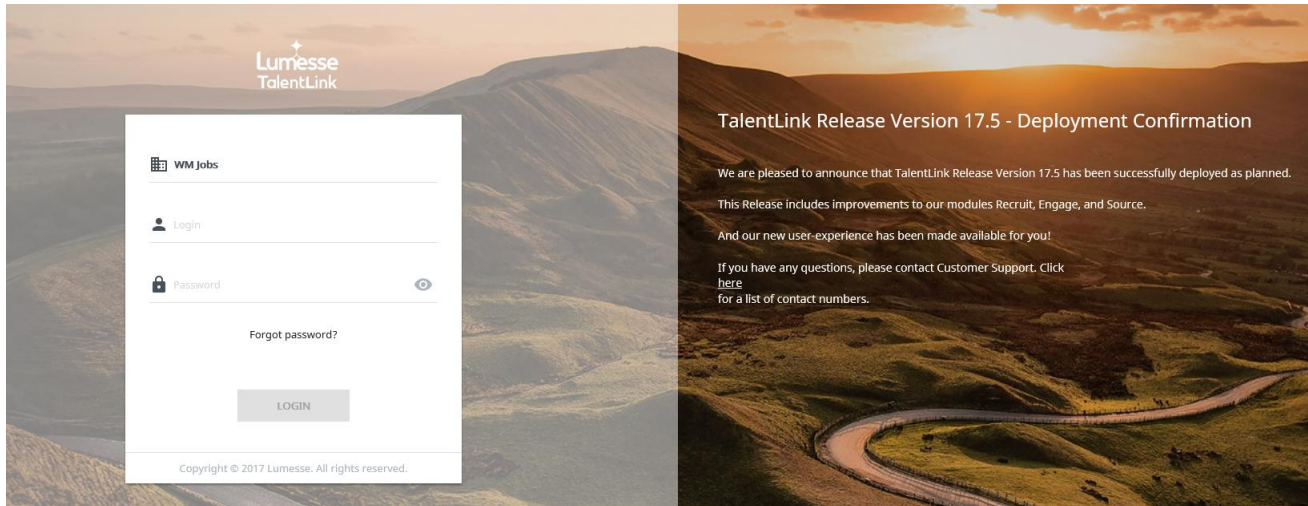 Lumesse
TalentLink
WM Jobs
Login
Password
Forgot password?
LOGIN
Copyright © 2017 Lumesse. All rights reserved.
TalentLink Release Version 17.5 - Deployment Confirmation
We are pleased to announce that TalentLink Release Version 17.5 has been successfully deployed as planned.
This Release includes improvements to our modules Recruit, Engage, and Source.
And our new user-experience has been made available for you!
If you have any questions, please contact Customer Support. Click
here
for a list of contact numbers.